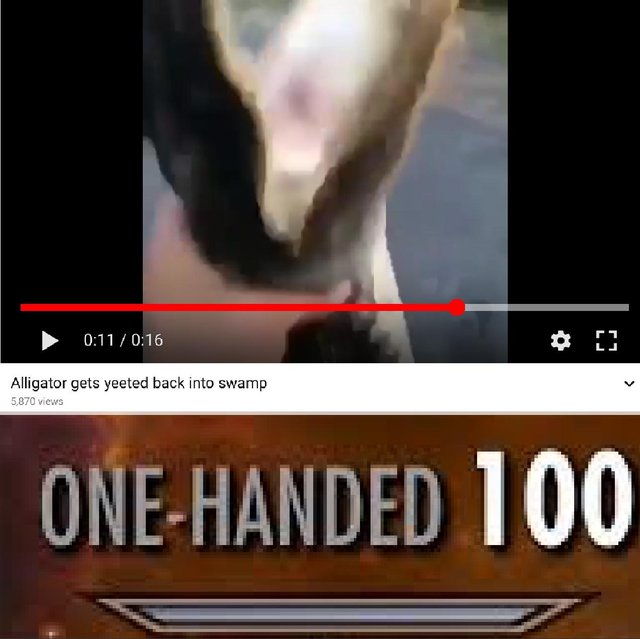 0:11 / 0:16
Alligator gets yeeted back into swamp
5,870 views
ONE-HANDED 100